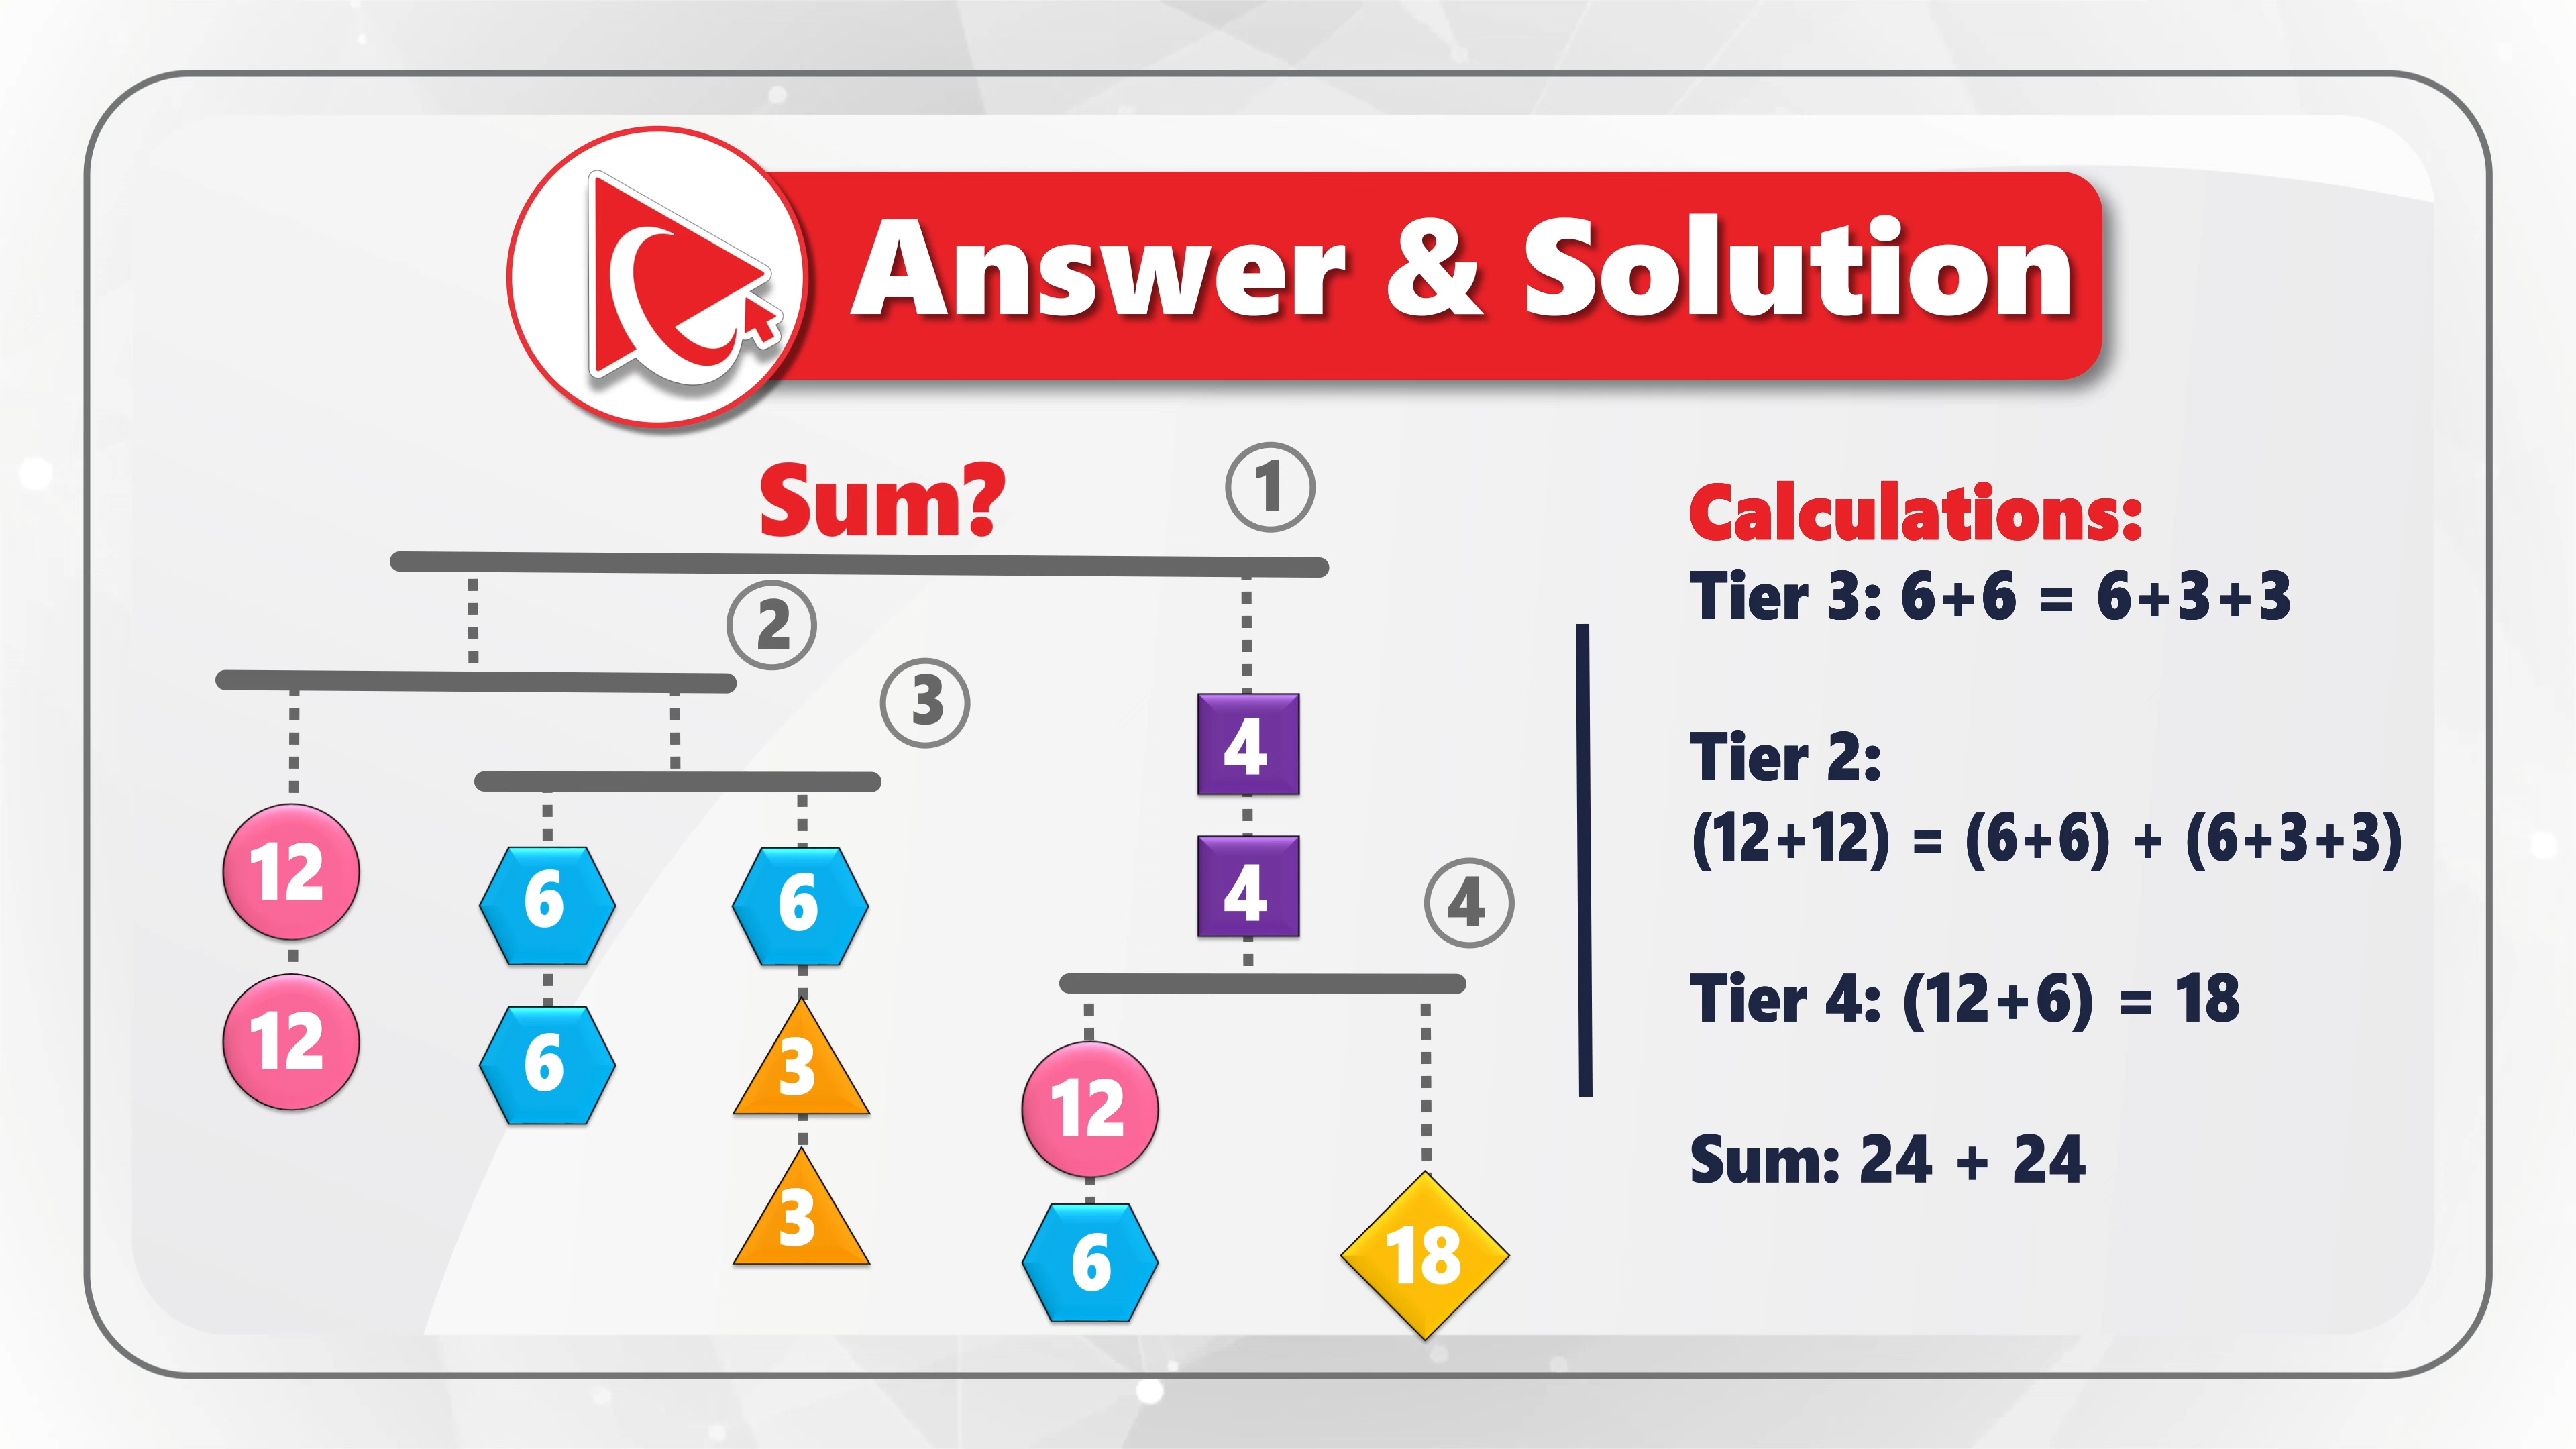 Answer & Solution
Sum?
1
2
3
4
4
4
12
12
6
6
6
3
3
12
6
18
Calculations:
Tier 3: 6+6 = 6+3+3
Tier 2:
(12+12) = (6+6) + (6+3+3)
Tier 4: (12+6) = 18
Sum: 24 + 24